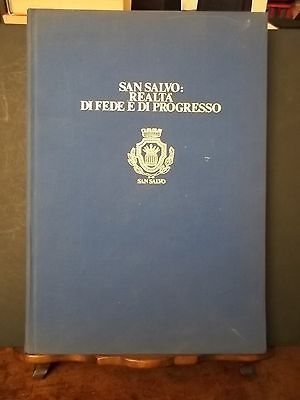 SAN SALVO:
REALTÀ
DI FEDE E DI PROGRESSO
SAN SALVO